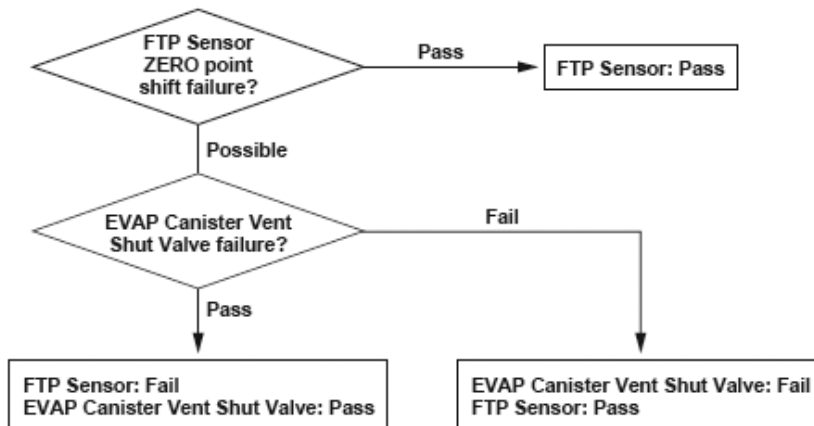 FTP Sensor
ZERO point
shift failure?
Pass
FTP Sensor: Pass
Possible
EVAP Canister Vent
Shut Valve failure?
Fail
Pass
FTP Sensor: Fail
EVAP Canister Vent Shut Valve: Pass
EVAP Canister Vent Shut Valve: Fail
FTP Sensor: Pass